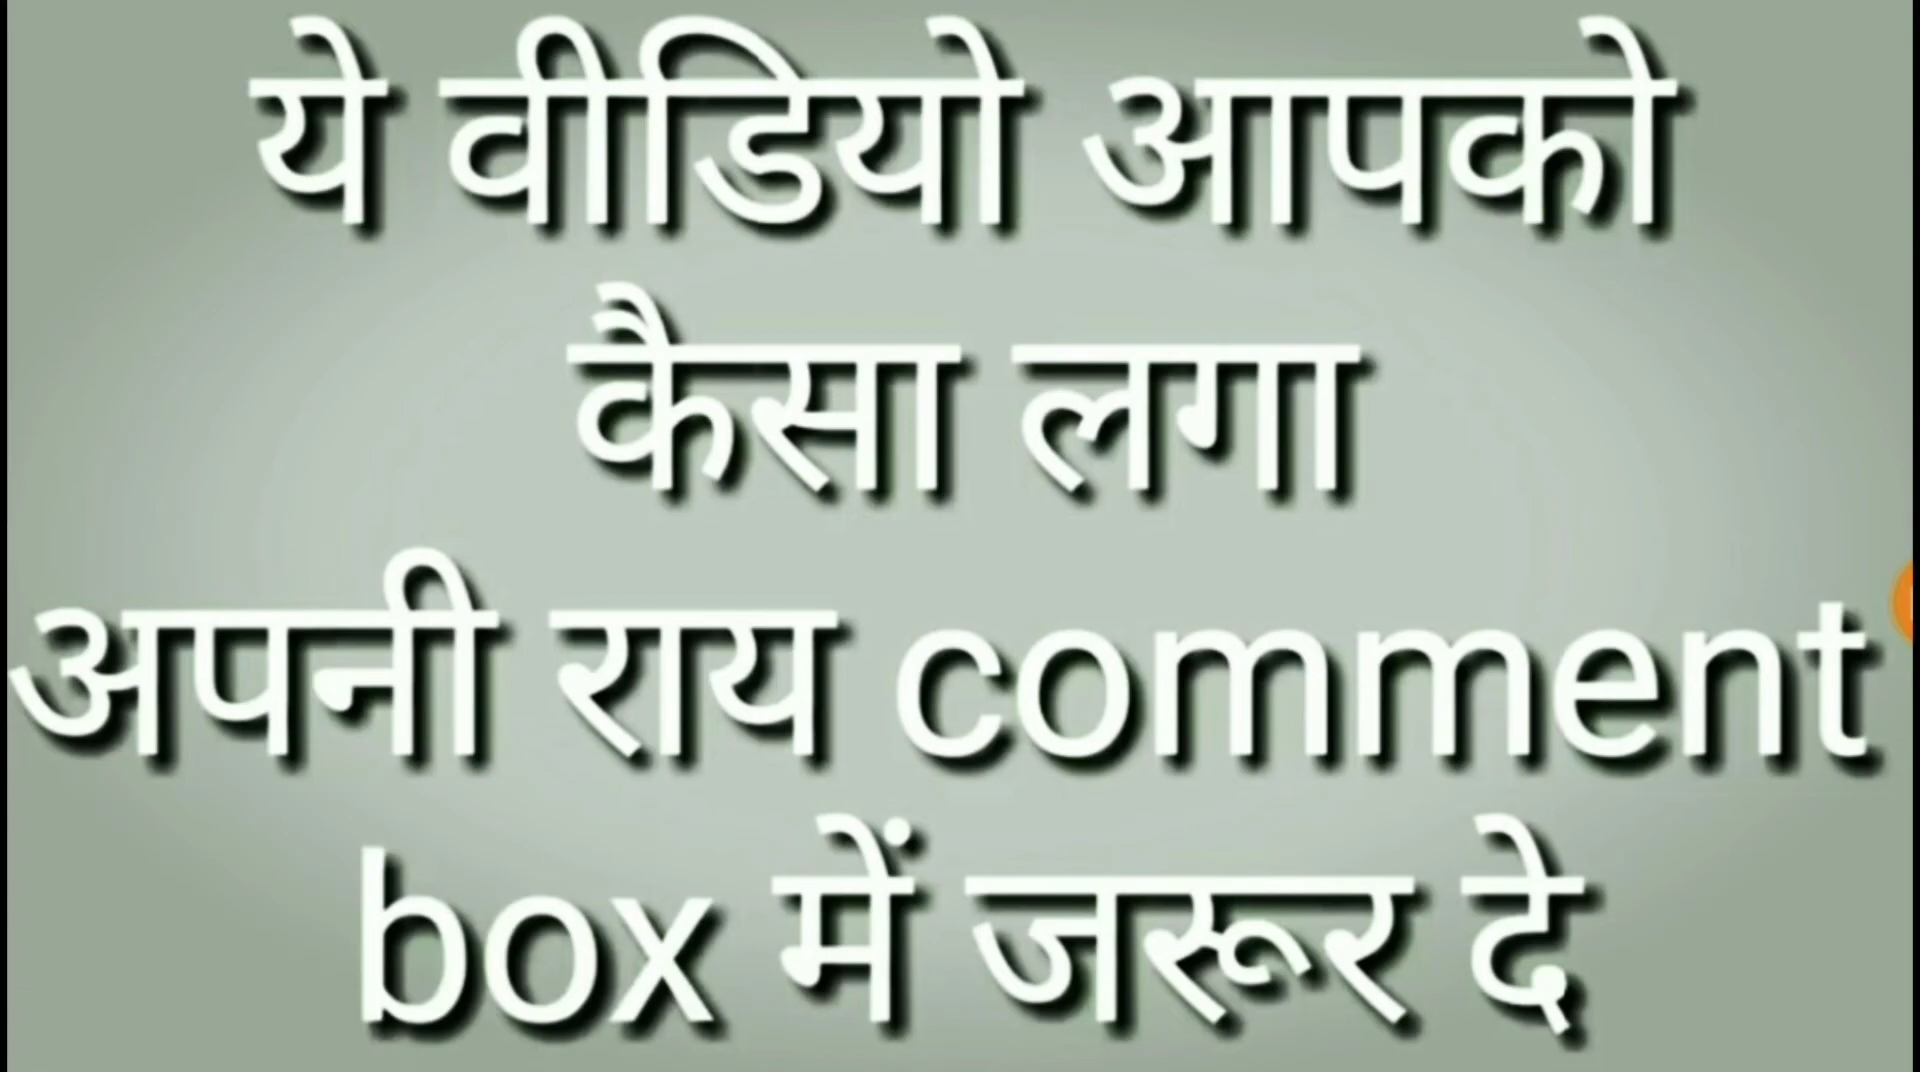 ये वीडियो आपको
कैसा लगा
अपनी राय comment
box में जरूर दे